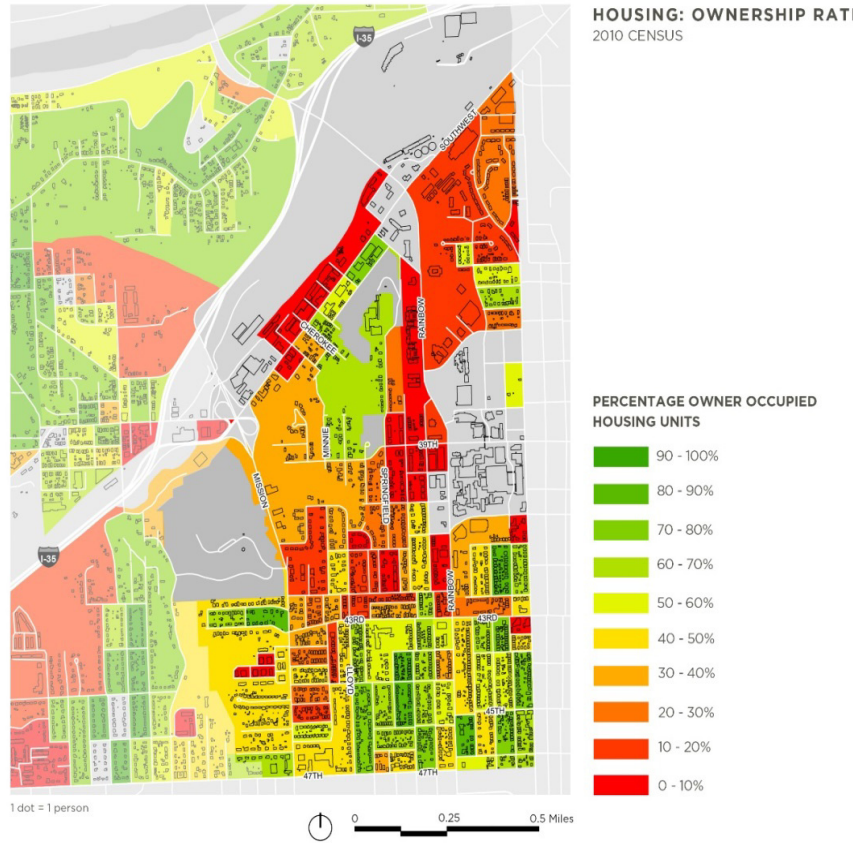 HOUSING: OWNERSHIP RAT
2010 CENSUS
I-35
SOUTHWEST
CHEROKEE
RAINBOW
MINNIE
39TH
MISSION
SPRINGFIELD
I-35
RAINBOW
43RD
43RD
LLOYD
45TH
47TH
47TH
PERCENTAGE OWNER OCCUPIED
HOUSING UNITS
90 - 100%
80 - 90%
70 - 80%
60 - 70%
50 - 60%
40 - 50%
30 - 40%
20 - 30%
10 - 20%
0 - 10%
1 dot = 1 person
0 0.25 0.5 Miles